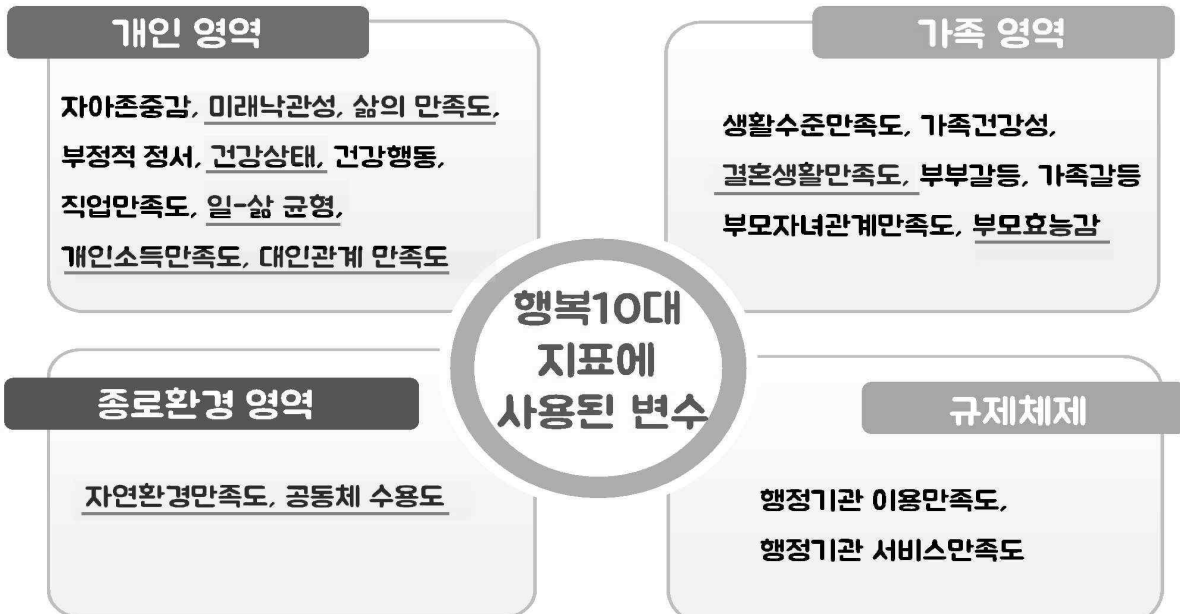 개인 영역
자아존중감, 미래낙관성, 삶의 만족도,
부정적 정서, 건강상태, 건강행동,
직업만족도, 일-삶 균형,
개인소득만족도, 대인관계 만족도
가족 영역
생활수준만족도, 가족건강성,
결혼생활만족도, 부부갈등, 가족갈등
부모자녀관계만족도, 부모효능감
행복10대
지표에
사용된 변수
종로환경 영역
자연환경만족도, 공동체 수용도
규제체제
행정기관 이용만족도,
행정기관 서비스만족도